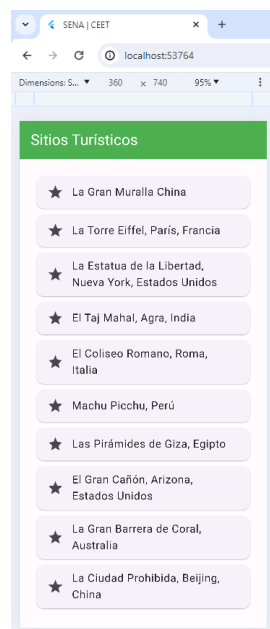 SENA | CEET
localhost:53764
Dimensions: S... 360 x 740 95%
Sitios Turísticos
La Gran Muralla China
La Torre Eiffel, París, Francia
La Estatua de la Libertad,
Nueva York, Estados Unidos
El Taj Mahal, Agra, India
El Coliseo Romano, Roma,
Italia
Machu Picchu, Perú
Las Pirámides de Giza, Egipto
El Gran Cañón, Arizona,
Estados Unidos
La Gran Barrera de Coral,
Australia
La Ciudad Prohibida, Beijing,
China